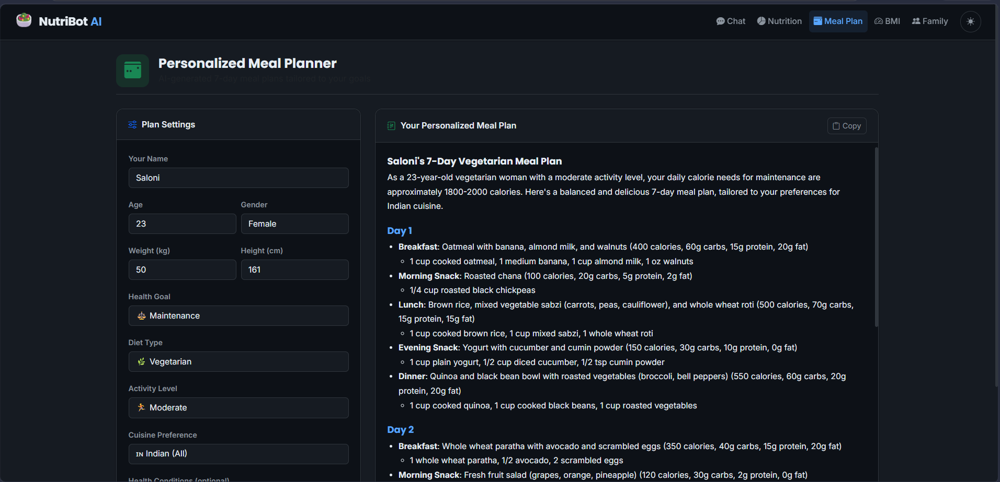 NutriBot AI
Chat
Nutrition
Meal Plan
BMI
Family
Personalized Meal Planner
AI-generated 7-day meal plans tailored to your goals
Plan Settings
Your Name
Saloni
Age
Gender
23
Female
Weight (kg)
Height (cm)
50
161
Health Goal
Maintenance
Diet Type
Vegetarian
Activity Level
Moderate
Cuisine Preference
IN Indian (All)
Health Conditions (optional)
Your Personalized Meal Plan
Copy
Saloni's 7-Day Vegetarian Meal Plan
As a 23-year-old vegetarian woman with a moderate activity level, your daily calorie needs for maintenance are
approximately 1800-2000 calories. Here's a balanced and delicious 7-day meal plan, tailored to your preferences for
Indian cuisine.
Day 1
• Breakfast: Oatmeal with banana, almond milk, and walnuts (400 calories, 60g carbs, 15g protein, 20g fat)
◦ 1 cup cooked oatmeal, 1 medium banana, 1 cup almond milk, 1 oz walnuts
• Morning Snack: Roasted chana (100 calories, 20g carbs, 5g protein, 2g fat)
◦ 1/4 cup roasted black chickpeas
• Lunch: Brown rice, mixed vegetable sabzi (carrots, peas, cauliflower), and whole wheat roti (500 calories, 70g carbs,
15g protein, 15g fat)
◦ 1 cup cooked brown rice, 1 cup mixed sabzi, 1 whole wheat roti
• Evening Snack: Yogurt with cucumber and cumin powder (150 calories, 30g carbs, 10g protein, 0g fat)
◦ 1 cup plain yogurt, 1/2 cup diced cucumber, 1/2 tsp cumin powder
• Dinner: Quinoa and black bean bowl with roasted vegetables (broccoli, bell peppers) (550 calories, 60g carbs, 20g
protein, 20g fat)
◦ 1 cup cooked quinoa, 1 cup cooked black beans, 1 cup roasted vegetables
Day 2
• Breakfast: Whole wheat paratha with avocado and scrambled eggs (350 calories, 40g carbs, 15g protein, 20g fat)
◦ 1 whole wheat paratha, 1/2 avocado, 2 scrambled eggs
• Morning Snack: Fresh fruit salad (grapes, orange, pineapple) (120 calories, 30g carbs, 2g protein, 0g fat)